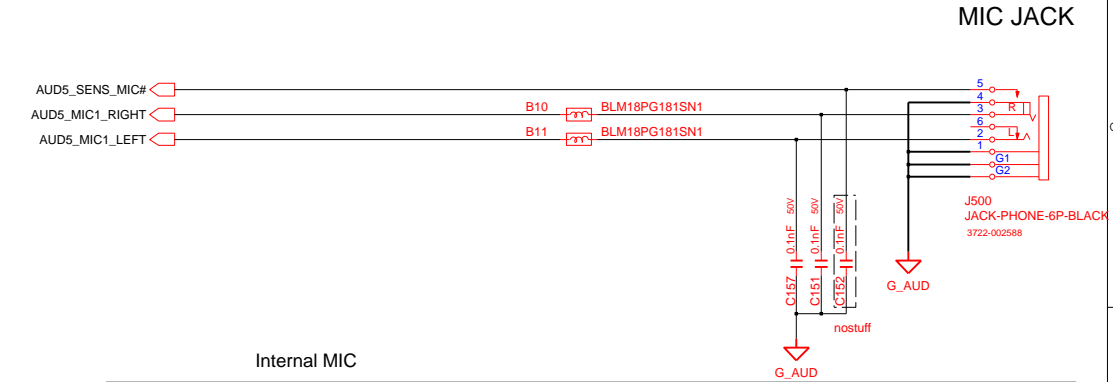 MIC JACK
AUD5_SENS_MIC#
5
4
AUD5_MIC1_RIGHT
B10
BLM18PG181SN1
3
R
6
AUD5_MIC1_LEFT
B11
BLM18PG181SN1
2
L
1
G1
G2
J500
JACK-PHONE-6P-BLACK
3722-002588
50V
50V
50V
0.1nF
0.1nF
0.1nF
C157
C151
C152
G_AUD
nostuff
Internal MIC
G_AUD